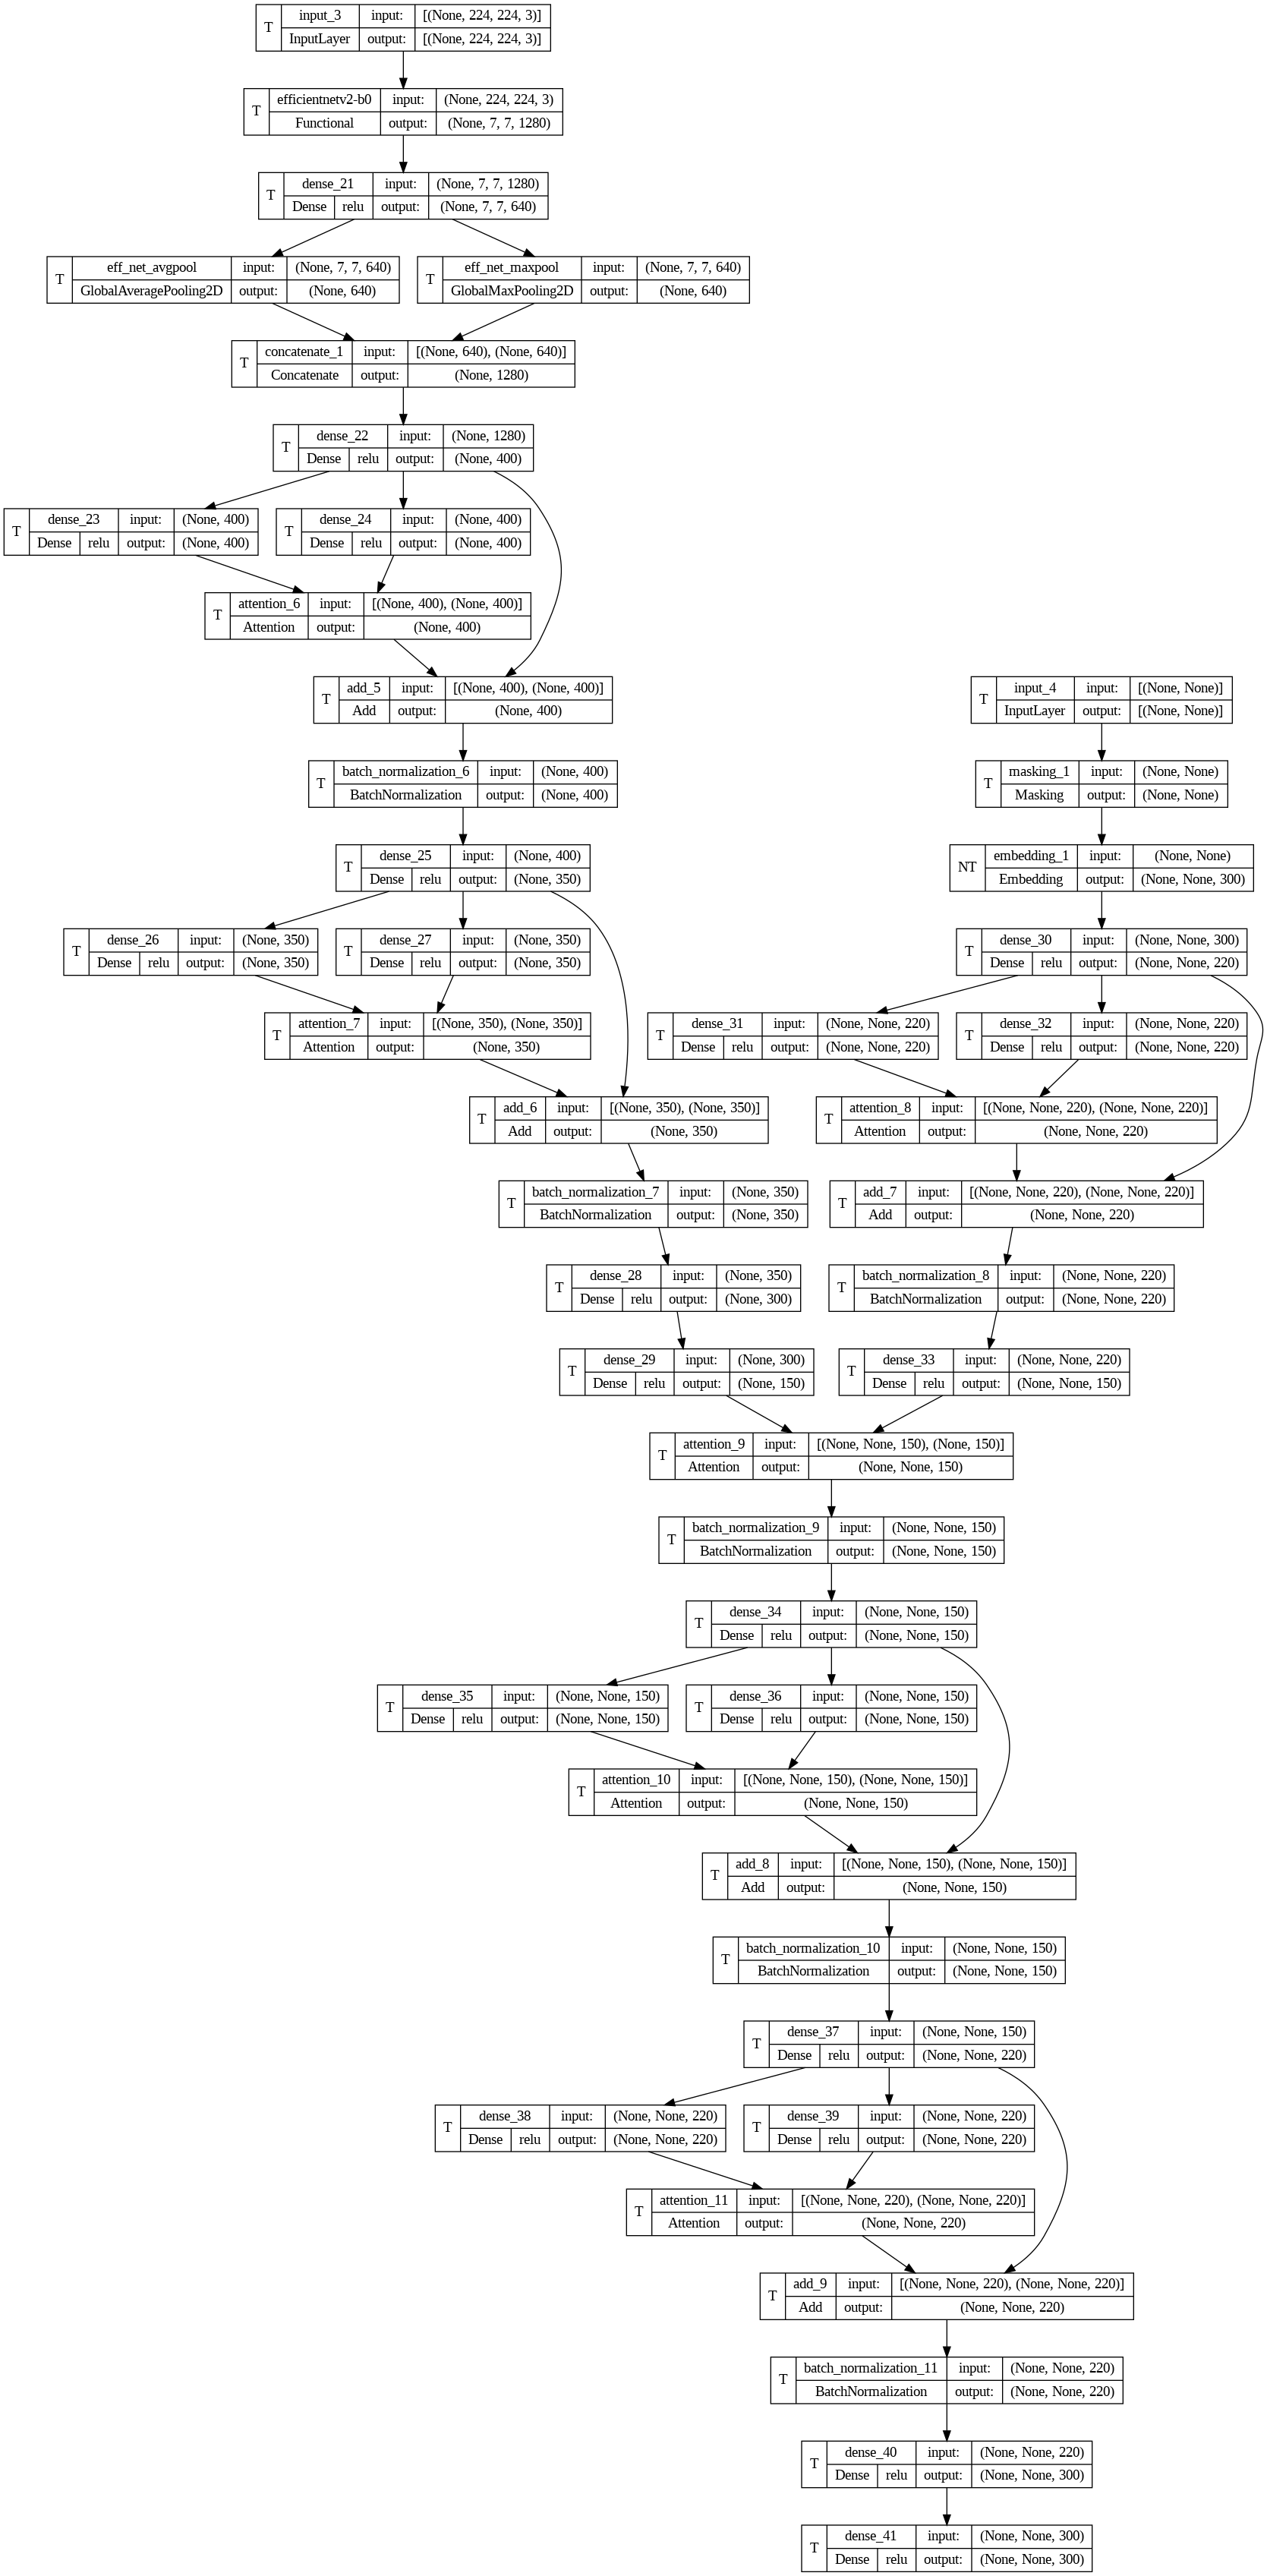 T input_3 input: [(None, 224, 224, 3)]
InputLayer output: [(None, 224, 224, 3)]
T efficientnetv2-b0 input: (None, 224, 224, 3)
Functional output: (None, 7, 7, 1280)
T dense_21 input: (None, 7, 7, 1280)
Dense relu output: (None, 7, 7, 640)
T eff_net_avgpool input: (None, 7, 7, 640)
GlobalAveragePooling2D output: (None, 640)
T eff_net_maxpool input: (None, 7, 7, 640)
GlobalMaxPooling2D output: (None, 640)
T concatenate_1 input: [(None, 640), (None, 640)]
Concatenate output: (None, 1280)
T dense_22 input: (None, 1280)
Dense relu output: (None, 400)
T dense_23 input: (None, 400)
Dense relu output: (None, 400)
T dense_24 input: (None, 400)
Dense relu output: (None, 400)
T attention_6 input: [(None, 400), (None, 400)]
Attention output: (None, 400)
T add_5 input: [(None, 400), (None, 400)]
Add output: (None, 400)
T input_4 input: [(None, None)]
InputLayer output: [(None, None)]
T batch_normalization_6 input: (None, 400)
BatchNormalization output: (None, 400)
T masking_1 input: (None, None)
Masking output: (None, None)
T dense_25 input: (None, 400)
Dense relu output: (None, 350)
NT embedding_1 input: (None, None)
Embedding output: (None, None, 300)
T dense_26 input: (None, 350)
Dense relu output: (None, 350)
T dense_27 input: (None, 350)
Dense relu output: (None, 350)
T dense_30 input: (None, None, 300)
Dense relu output: (None, None, 220)
T attention_7 input: [(None, 350), (None, 350)]
Attention output: (None, 350)
T dense_31 input: (None, None, 220)
Dense relu output: (None, None, 220)
T dense_32 input: (None, None, 220)
Dense relu output: (None, None, 220)
T add_6 input: [(None, 350), (None, 350)]
Add output: (None, 350)
T attention_8 input: [(None, None, 220), (None, None, 220)]
Attention output: (None, None, 220)
T batch_normalization_7 input: (None, 350)
BatchNormalization output: (None, 350)
T add_7 input: [(None, None, 220), (None, None, 220)]
Add output: (None, None, 220)
T dense_28 input: (None, 350)
Dense relu output: (None, 300)
T batch_normalization_8 input: (None, None, 220)
BatchNormalization output: (None, None, 220)
T dense_29 input: (None, 300)
Dense relu output: (None, 150)
T dense_33 input: (None, None, 220)
Dense relu output: (None, None, 150)
T attention_9 input: [(None, None, 150), (None, 150)]
Attention output: (None, None, 150)
T batch_normalization_9 input: (None, None, 150)
BatchNormalization output: (None, None, 150)
T dense_34 input: (None, None, 150)
Dense relu output: (None, None, 150)
T dense_35 input: (None, None, 150)
Dense relu output: (None, None, 150)
T dense_36 input: (None, None, 150)
Dense relu output: (None, None, 150)
T attention_10 input: [(None, None, 150), (None, None, 150)]
Attention output: (None, None, 150)
T add_8 input: [(None, None, 150), (None, None, 150)]
Add output: (None, None, 150)
T batch_normalization_10 input: (None, None, 150)
BatchNormalization output: (None, None, 150)
T dense_37 input: (None, None, 150)
Dense relu output: (None, None, 220)
T dense_38 input: (None, None, 220)
Dense relu output: (None, None, 220)
T dense_39 input: (None, None, 220)
Dense relu output: (None, None, 220)
T attention_11 input: [(None, None, 220), (None, None, 220)]
Attention output: (None, None, 220)
T add_9 input: [(None, None, 220), (None, None, 220)]
Add output: (None, None, 220)
T batch_normalization_11 input: (None, None, 220)
BatchNormalization output: (None, None, 220)
T dense_40 input: (None, None, 220)
Dense relu output: (None, None, 300)
T dense_41 input: (None, None, 300)
Dense relu output: (None, None, 300)